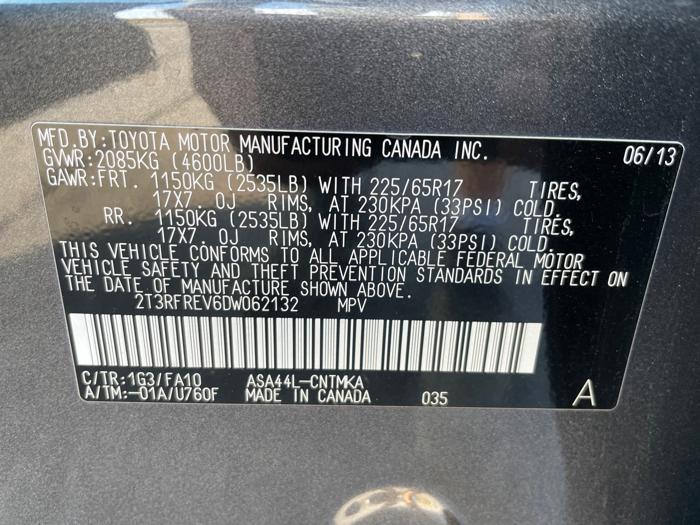 MFD.BY:TOYOTA MOTOR MANUFACTURING CANADA INC. 06/13
GVWR:2085KG (4600LB)
GAWR:FRT. 1150KG (2535LB) WITH 225/65R17 TIRES,
17X7. 0J RIMS, AT 230KPA (33PSI) COLD.
RR. 1150KG (2535LB) WITH 225/65R17 TIRES,
17X7. 0J RIMS, AT 230KPA (33PSI) COLD.
THIS VEHICLE CONFORMS TO ALL APPLICABLE FEDERAL MOTOR
VEHICLE SAFETY AND THEFT PREVENTION STANDARDS IN EFFECT ON
THE DATE OF MANUFACTURE SHOWN ABOVE.
2T3RFREV6DW062132 MPV
C/TR:1G3/FA10 ASA44L-CNTMKA
A/TM:-01A/U760F MADE IN CANADA 035 A